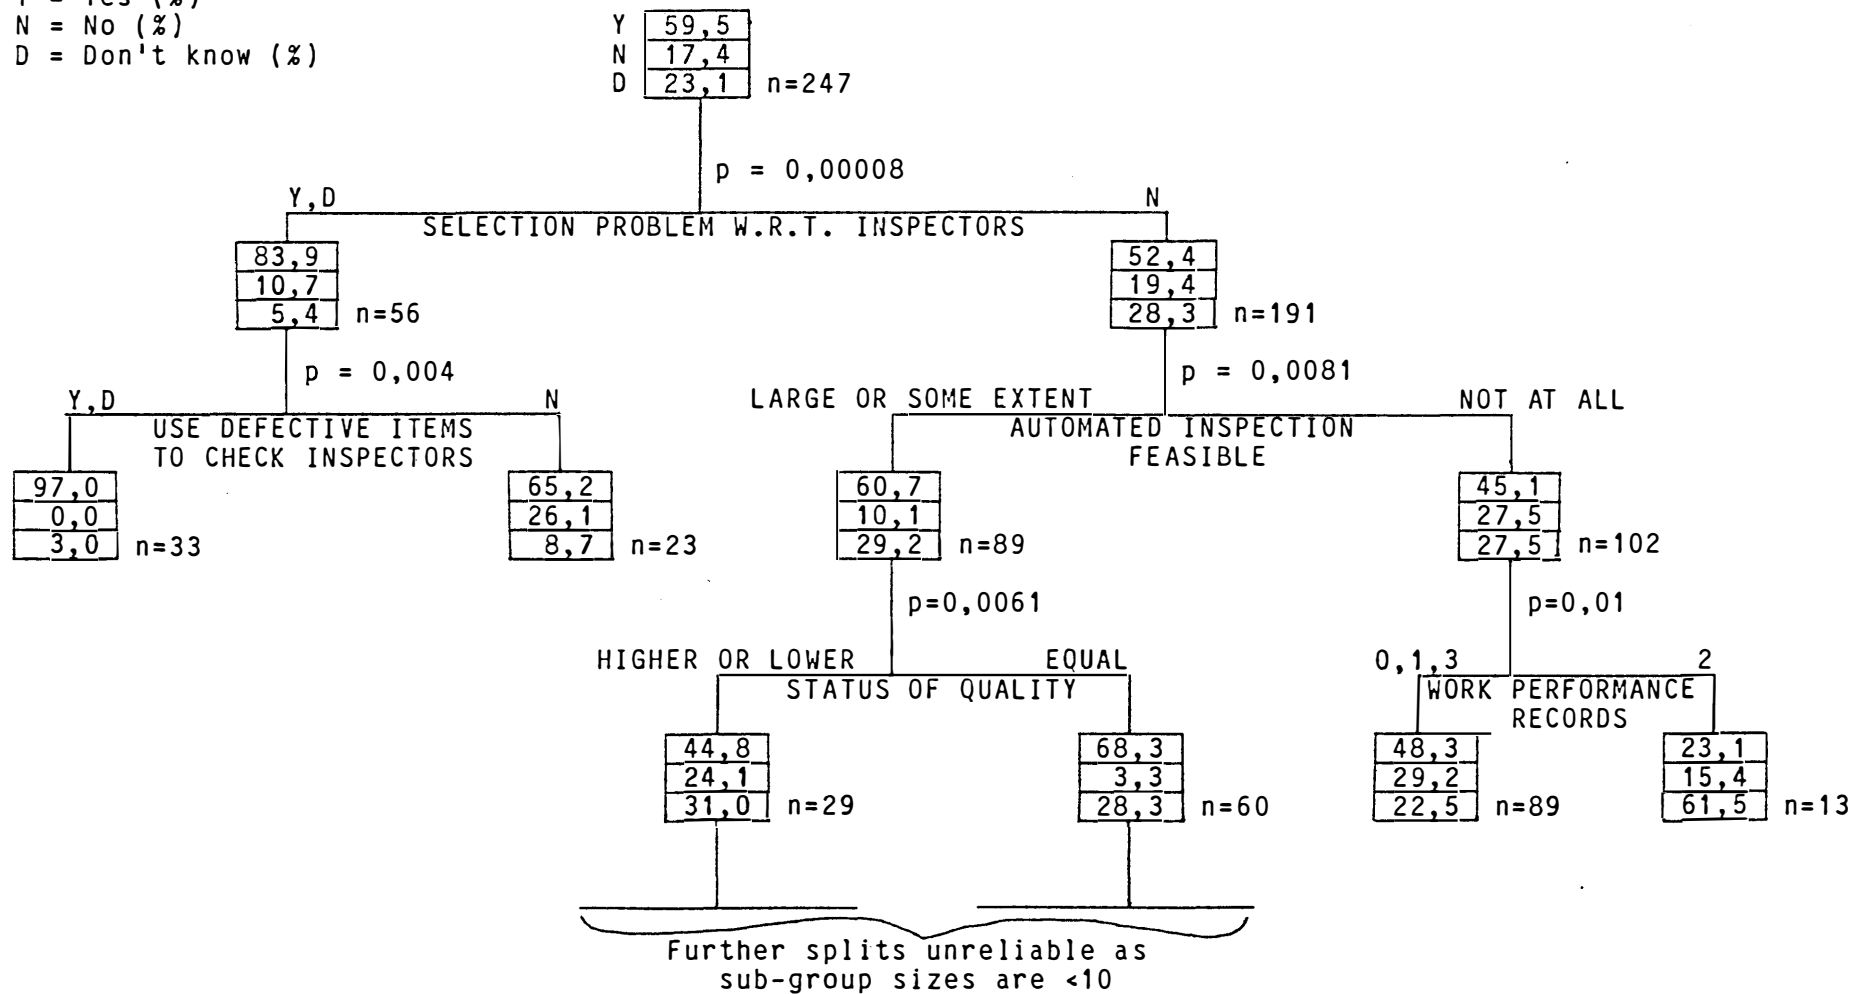 Y = Yes (%)
N = No (%)
D = Don't know (%)
Y 59,5
N 17,4
D 23,1 n=247
p = 0,00008
Y,D N
SELECTION PROBLEM W.R.T. INSPECTORS
83,9
10,7
5,4 n=56
52,4
19,4
28,3 n=191
p = 0,004
p = 0,0081
Y,D N
USE DEFECTIVE ITEMS
TO CHECK INSPECTORS
LARGE OR SOME EXTENT NOT AT ALL
AUTOMATED INSPECTION
FEASIBLE
97,0
0,0
3,0 n=33
65,2
26,1
8,7 n=23
60,7
10,1
29,2 n=89
45,1
27,5
27,5 n=102
p=0,0061
p=0,01
HIGHER OR LOWER EQUAL
STATUS OF QUALITY
0,1,3 2
WORK PERFORMANCE
RECORDS
44,8
24,1
31,0 n=29
68,3
3,3
28,3 n=60
48,3
29,2
22,5 n=89
23,1
15,4
61,5 n=13
Further splits unreliable as
sub-group sizes are <10